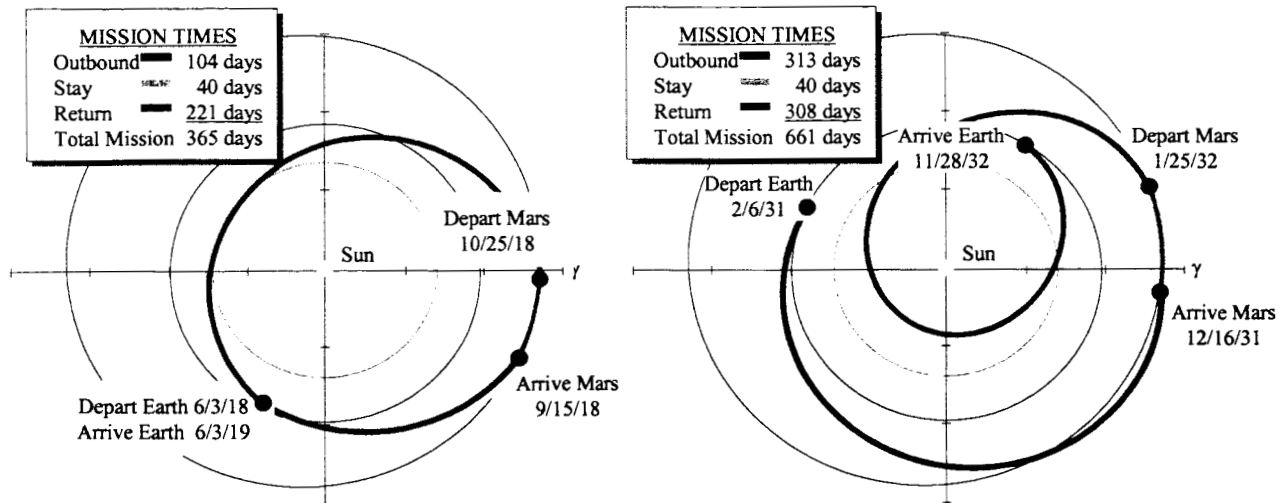 MISSION TIMES
Outbound 104 days
Stay 40 days
Return 221 days
Total Mission 365 days
Depart Mars
10/25/18
Sun
γ
Arrive Mars
9/15/18
Depart Earth 6/3/18
Arrive Earth 6/3/19
MISSION TIMES
Outbound 313 days
Stay 40 days
Return 308 days
Total Mission 661 days
Arrive Earth
11/28/32
Depart Mars
1/25/32
Depart Earth
2/6/31
Sun
γ
Arrive Mars
12/16/31